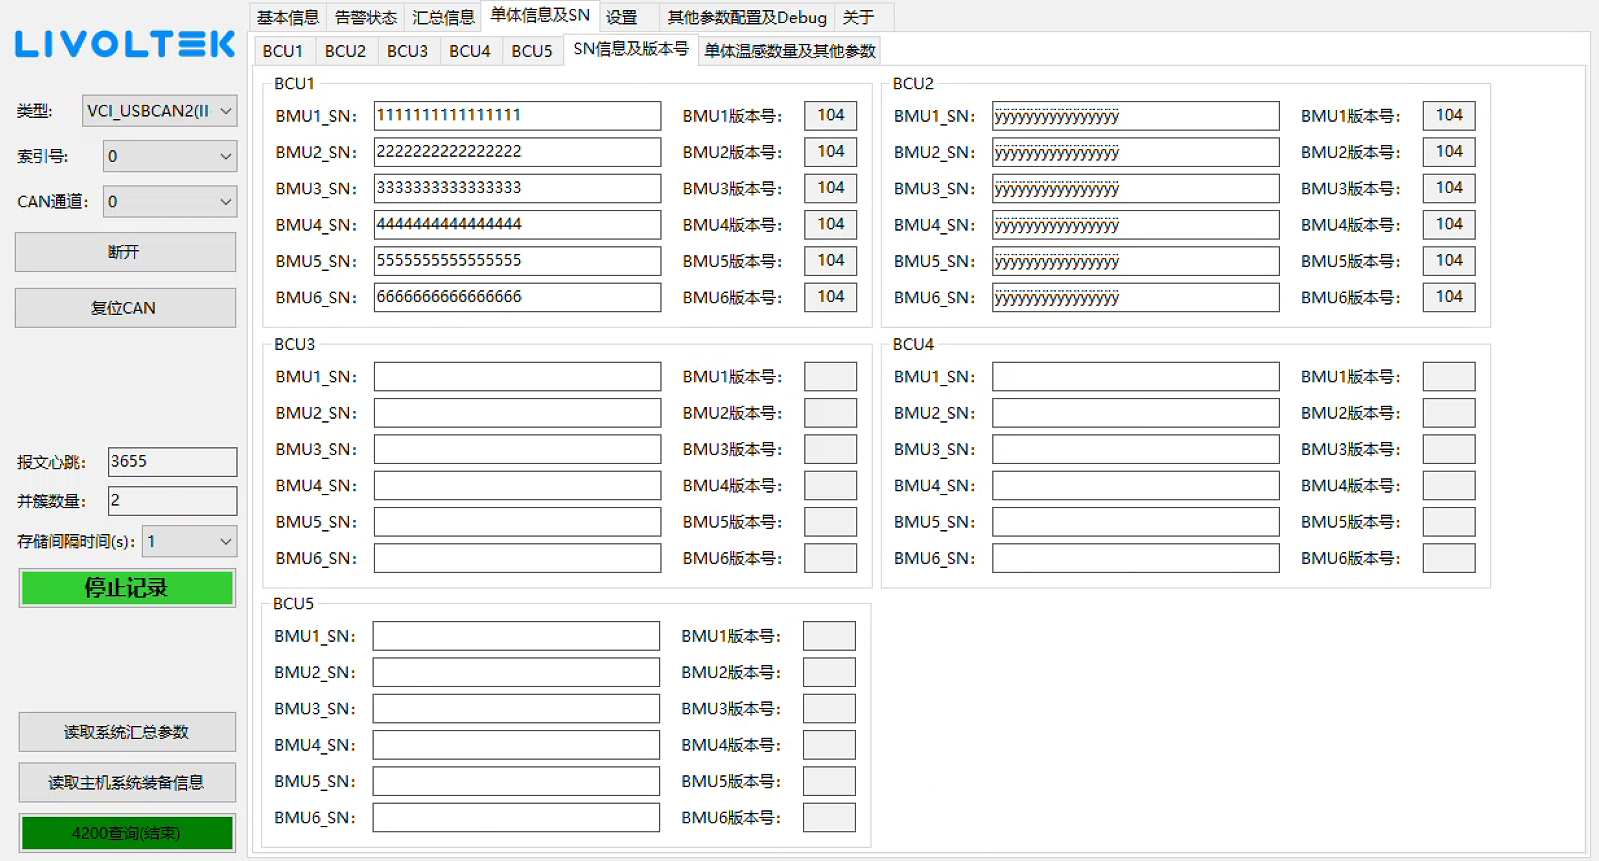 LIVOLTEK
基本信息 告警状态 汇总信息 单体信息及SN 设置 其他参数配置及Debug 关于
BCU1 BCU2 BCU3 BCU4 BCU5 SN信息及版本号 单体温感数量及其他参数
类型: VCI_USBCAN2(II
索引号: 0
CAN通道: 0
断开
复位CAN
报文心跳: 3655
并簇数量: 2
存储间隔时间(s): 1
停止记录
读取系统汇总参数
读取主机系统装备信息
4200查询(结束)
BCU1
BMU1_SN: 1111111111111111 BMU1版本号: 104
BMU2_SN: 2222222222222222 BMU2版本号: 104
BMU3_SN: 3333333333333333 BMU3版本号: 104
BMU4_SN: 4444444444444444 BMU4版本号: 104
BMU5_SN: 5555555555555555 BMU5版本号: 104
BMU6_SN: 6666666666666666 BMU6版本号: 104
BCU2
BMU1_SN: ÿÿÿÿÿÿÿÿÿÿÿÿÿÿÿÿ BMU1版本号: 104
BMU2_SN: ÿÿÿÿÿÿÿÿÿÿÿÿÿÿÿÿ BMU2版本号: 104
BMU3_SN: ÿÿÿÿÿÿÿÿÿÿÿÿÿÿÿÿ BMU3版本号: 104
BMU4_SN: ÿÿÿÿÿÿÿÿÿÿÿÿÿÿÿÿ BMU4版本号: 104
BMU5_SN: ÿÿÿÿÿÿÿÿÿÿÿÿÿÿÿÿ BMU5版本号: 104
BMU6_SN: ÿÿÿÿÿÿÿÿÿÿÿÿÿÿÿÿ BMU6版本号: 104
BCU3
BMU1_SN: BMU1版本号:
BMU2_SN: BMU2版本号:
BMU3_SN: BMU3版本号:
BMU4_SN: BMU4版本号:
BMU5_SN: BMU5版本号:
BMU6_SN: BMU6版本号:
BCU4
BMU1_SN: BMU1版本号:
BMU2_SN: BMU2版本号:
BMU3_SN: BMU3版本号:
BMU4_SN: BMU4版本号:
BMU5_SN: BMU5版本号:
BMU6_SN: BMU6版本号:
BCU5
BMU1_SN: BMU1版本号:
BMU2_SN: BMU2版本号:
BMU3_SN: BMU3版本号:
BMU4_SN: BMU4版本号:
BMU5_SN: BMU5版本号:
BMU6_SN: BMU6版本号: